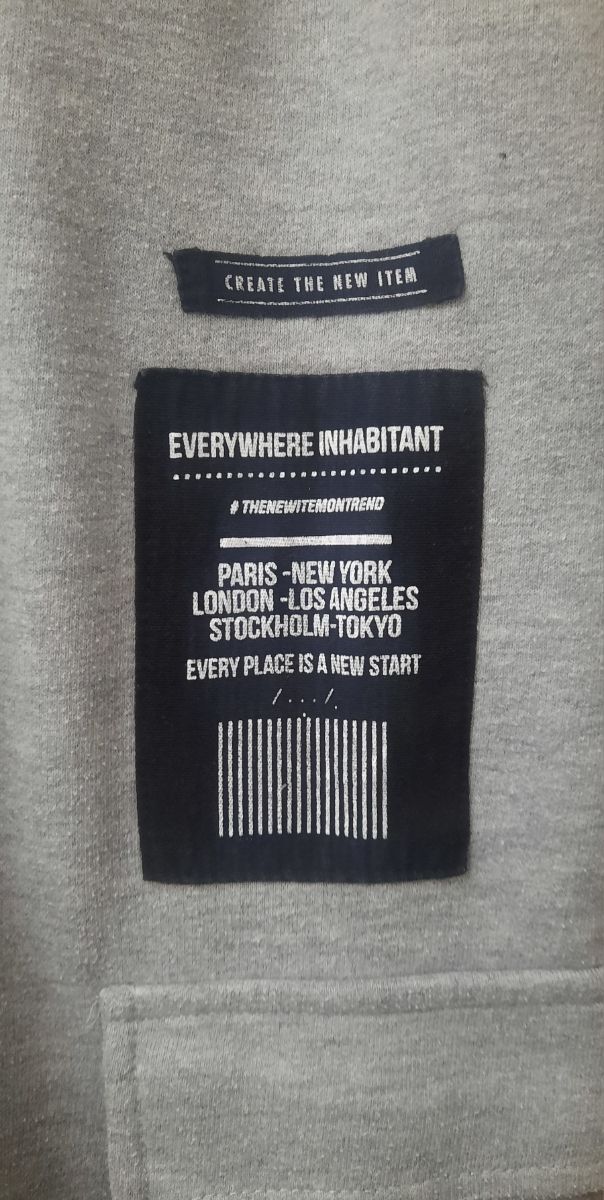 CREATE THE NEW ITEM
EVERYWHERE INHABITANT
# THENEWITEMONTREND
PARIS -NEW YORK
LONDON -LOS ANGELES
STOCKHOLM-TOKYO
EVERY PLACE IS A NEW START
/...../.